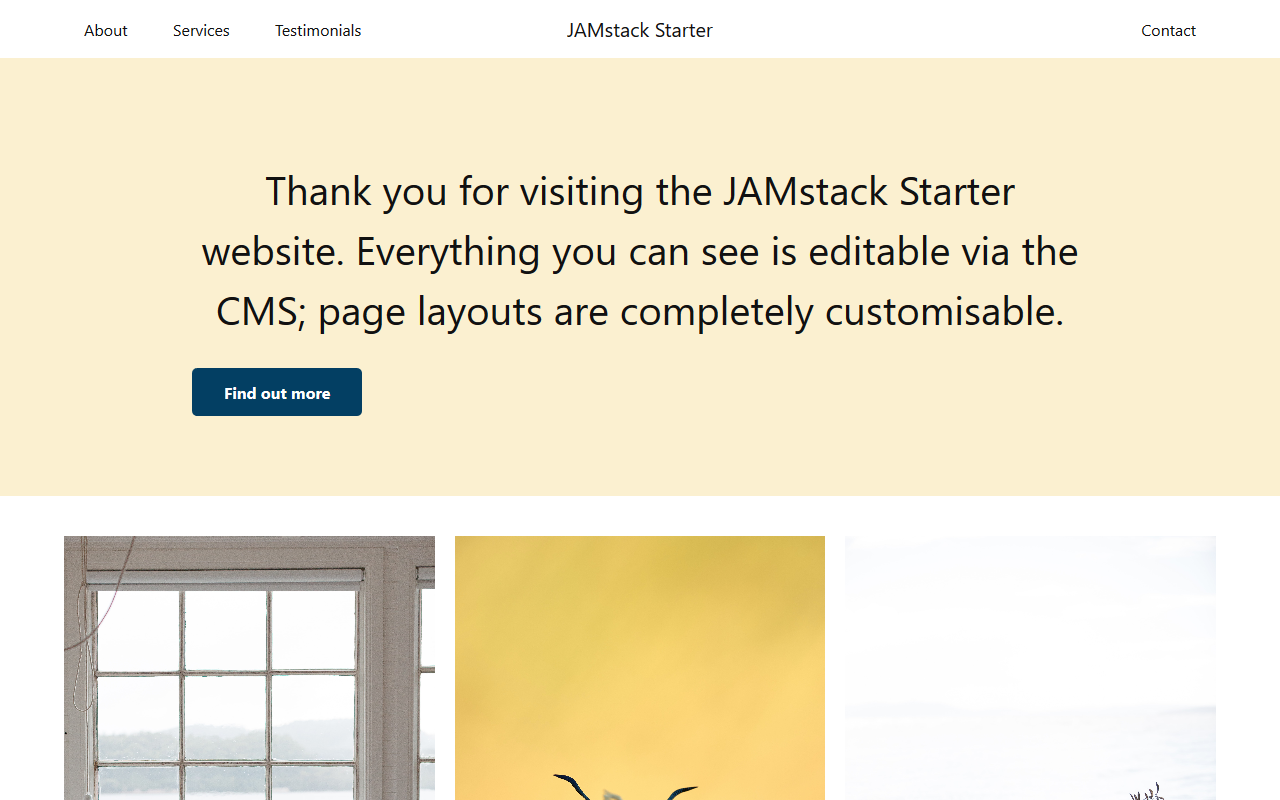 About
Services
Testimonials
JAMstack Starter
Contact
Thank you for visiting the JAMstack Starter
website. Everything you can see is editable via the
CMS; page layouts are completely customisable.
Find out more